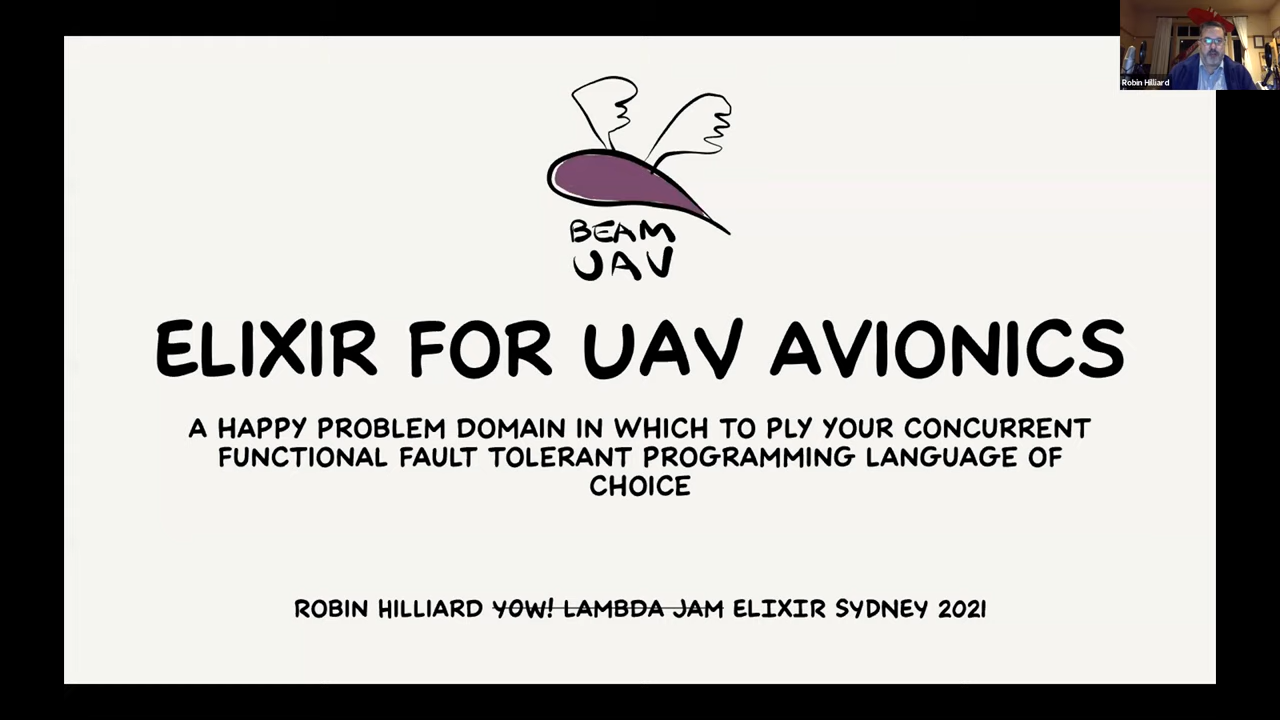 Robin Hilliard
BEAM
UAV
ELIXIR FOR UAV AVIONICS
A HAPPY PROBLEM DOMAIN IN WHICH TO PLY YOUR CONCURRENT
FUNCTIONAL FAULT TOLERANT PROGRAMMING LANGUAGE OF
CHOICE
ROBIN HILLIARD YOW! LAMBDA JAM ELIXIR SYDNEY 2021